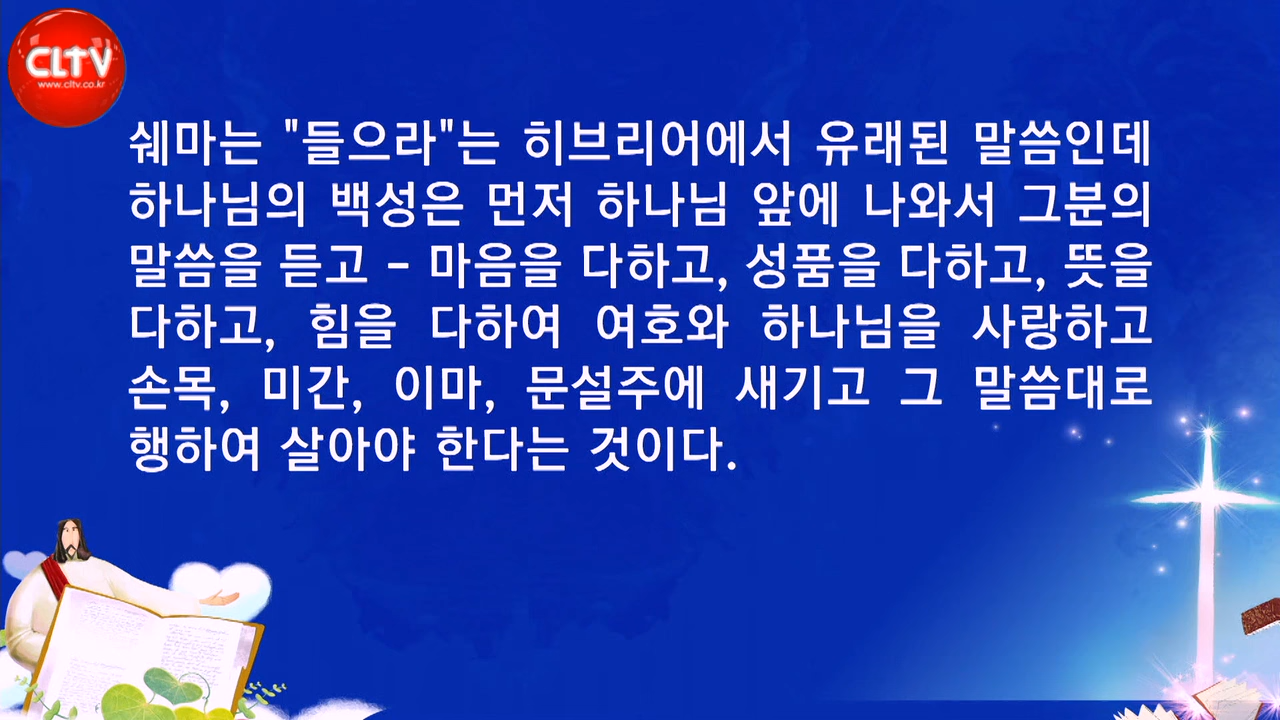 CLTV
www.cltv.co.kr
쉐마는 "들으라"는 히브리어에서 유래된 말씀인데
하나님의 백성은 먼저 하나님 앞에 나와서 그분의
말씀을 듣고 - 마음을 다하고, 성품을 다하고, 뜻을
다하고, 힘을 다하여 여호와 하나님을 사랑하고
손목, 미간, 이마, 문설주에 새기고 그 말씀대로
행하여 살아야 한다는 것이다.